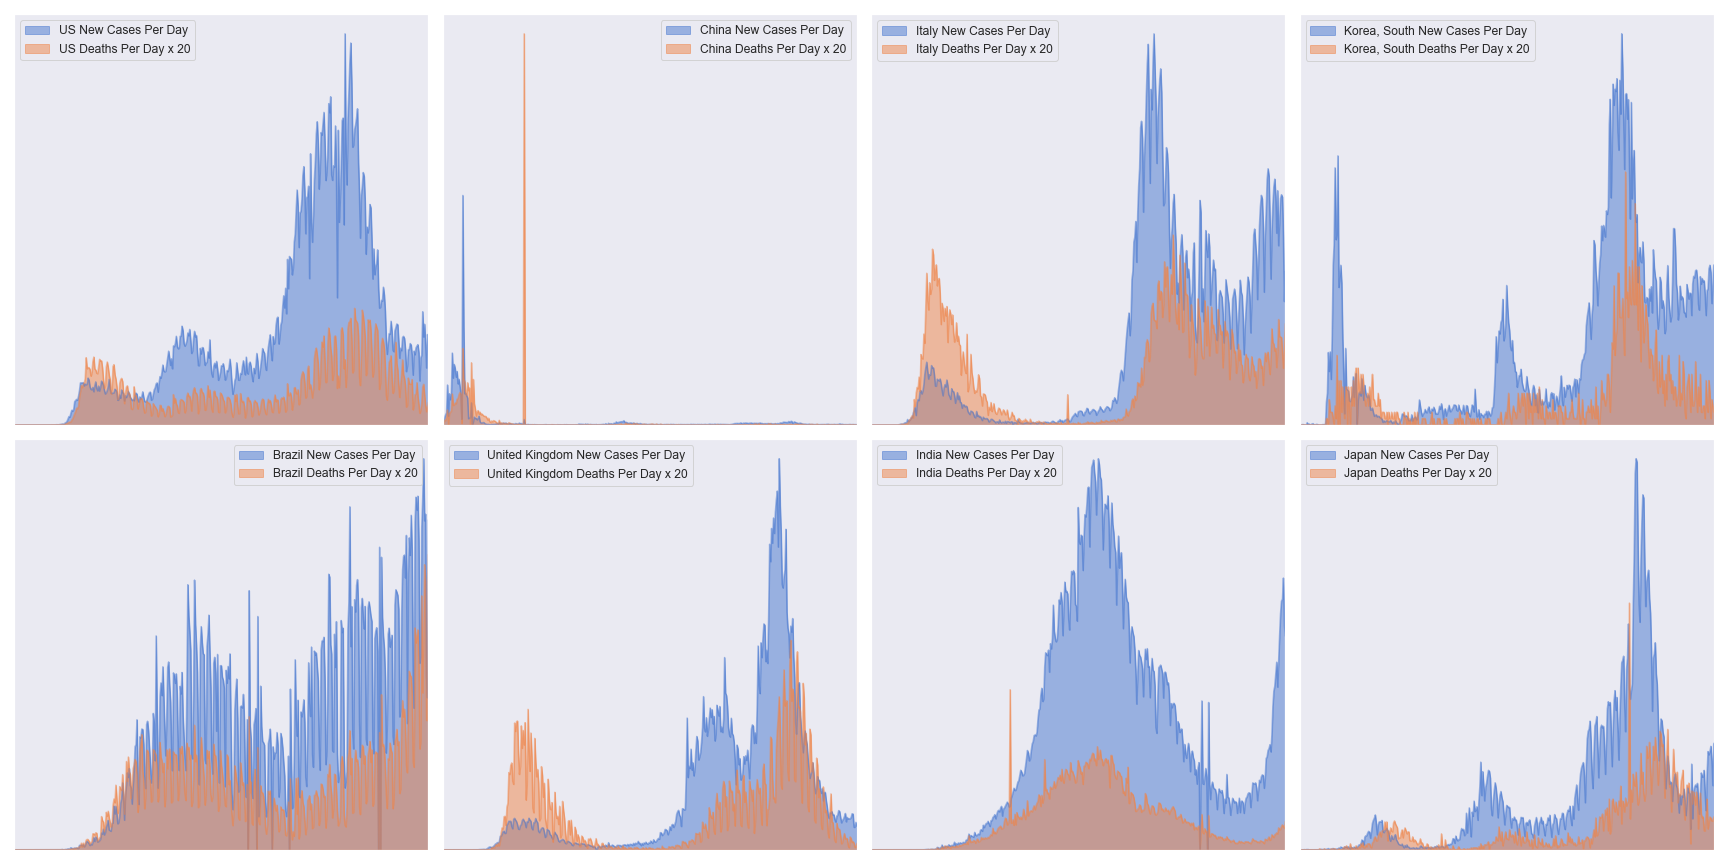 US New Cases Per Day
US Deaths Per Day x 20
China New Cases Per Day
China Deaths Per Day x 20
Italy New Cases Per Day
Italy Deaths Per Day x 20
Korea, South New Cases Per Day
Korea, South Deaths Per Day x 20
Brazil New Cases Per Day
Brazil Deaths Per Day x 20
United Kingdom New Cases Per Day
United Kingdom Deaths Per Day x 20
India New Cases Per Day
India Deaths Per Day x 20
Japan New Cases Per Day
Japan Deaths Per Day x 20